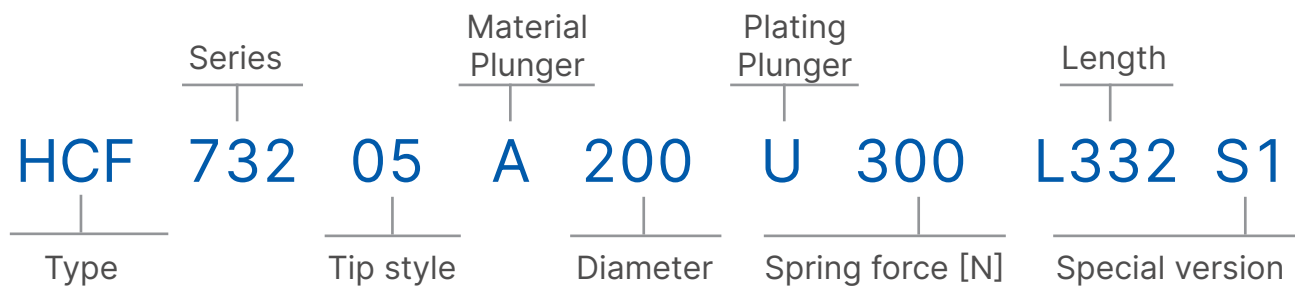 Material Plating
Series Plunger Plunger Length
HCF 732 05 A 200 U 300 L332 S1
Type Tip style Diameter Spring force [N] Special version